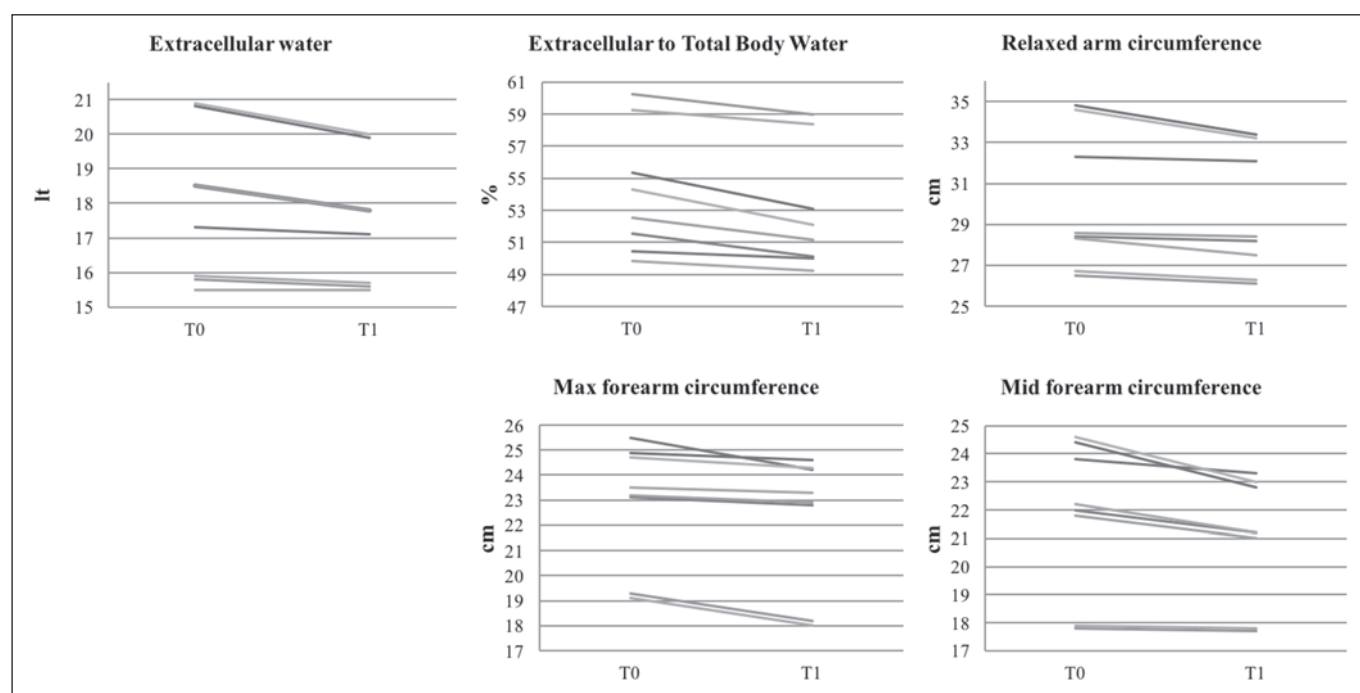 Extracellular water
lt
21
20
19
18
17
16
15
T0 T1
Extracellular to Total Body Water
%
61
59
57
55
53
51
49
47
T0 T1
Relaxed arm circumference
cm
35
33
31
29
27
25
T0 T1
Max forearm circumference
cm
26
25
24
23
22
21
20
19
18
17
T0 T1
Mid forearm circumference
cm
25
24
23
22
21
20
19
18
17
T0 T1